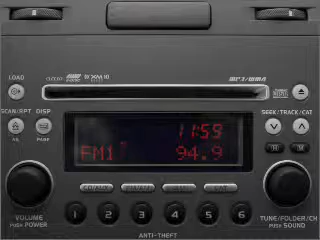 LOAD
MP3/WMA
SCAN/RPT DISP
SEEK/TRACK/CAT
11:59
FM1 94.9
VOLUME
PUSH POWER
1 2 3 4 5 6
TUNE/FOLDER/CH
PUSH SOUND
ANTI-THEFT